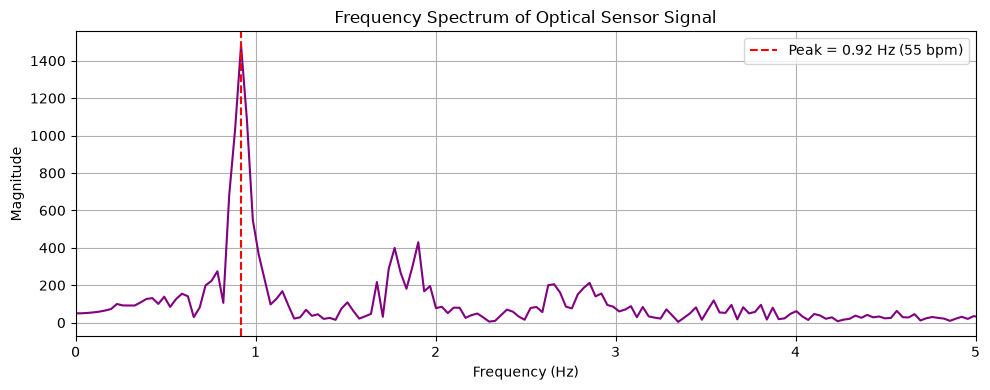 Frequency Spectrum of Optical Sensor Signal
Peak = 0.92 Hz (55 bpm)
Magnitude
1400
1200
1000
800
600
400
200
0
0 1 2 3 4 5
Frequency (Hz)